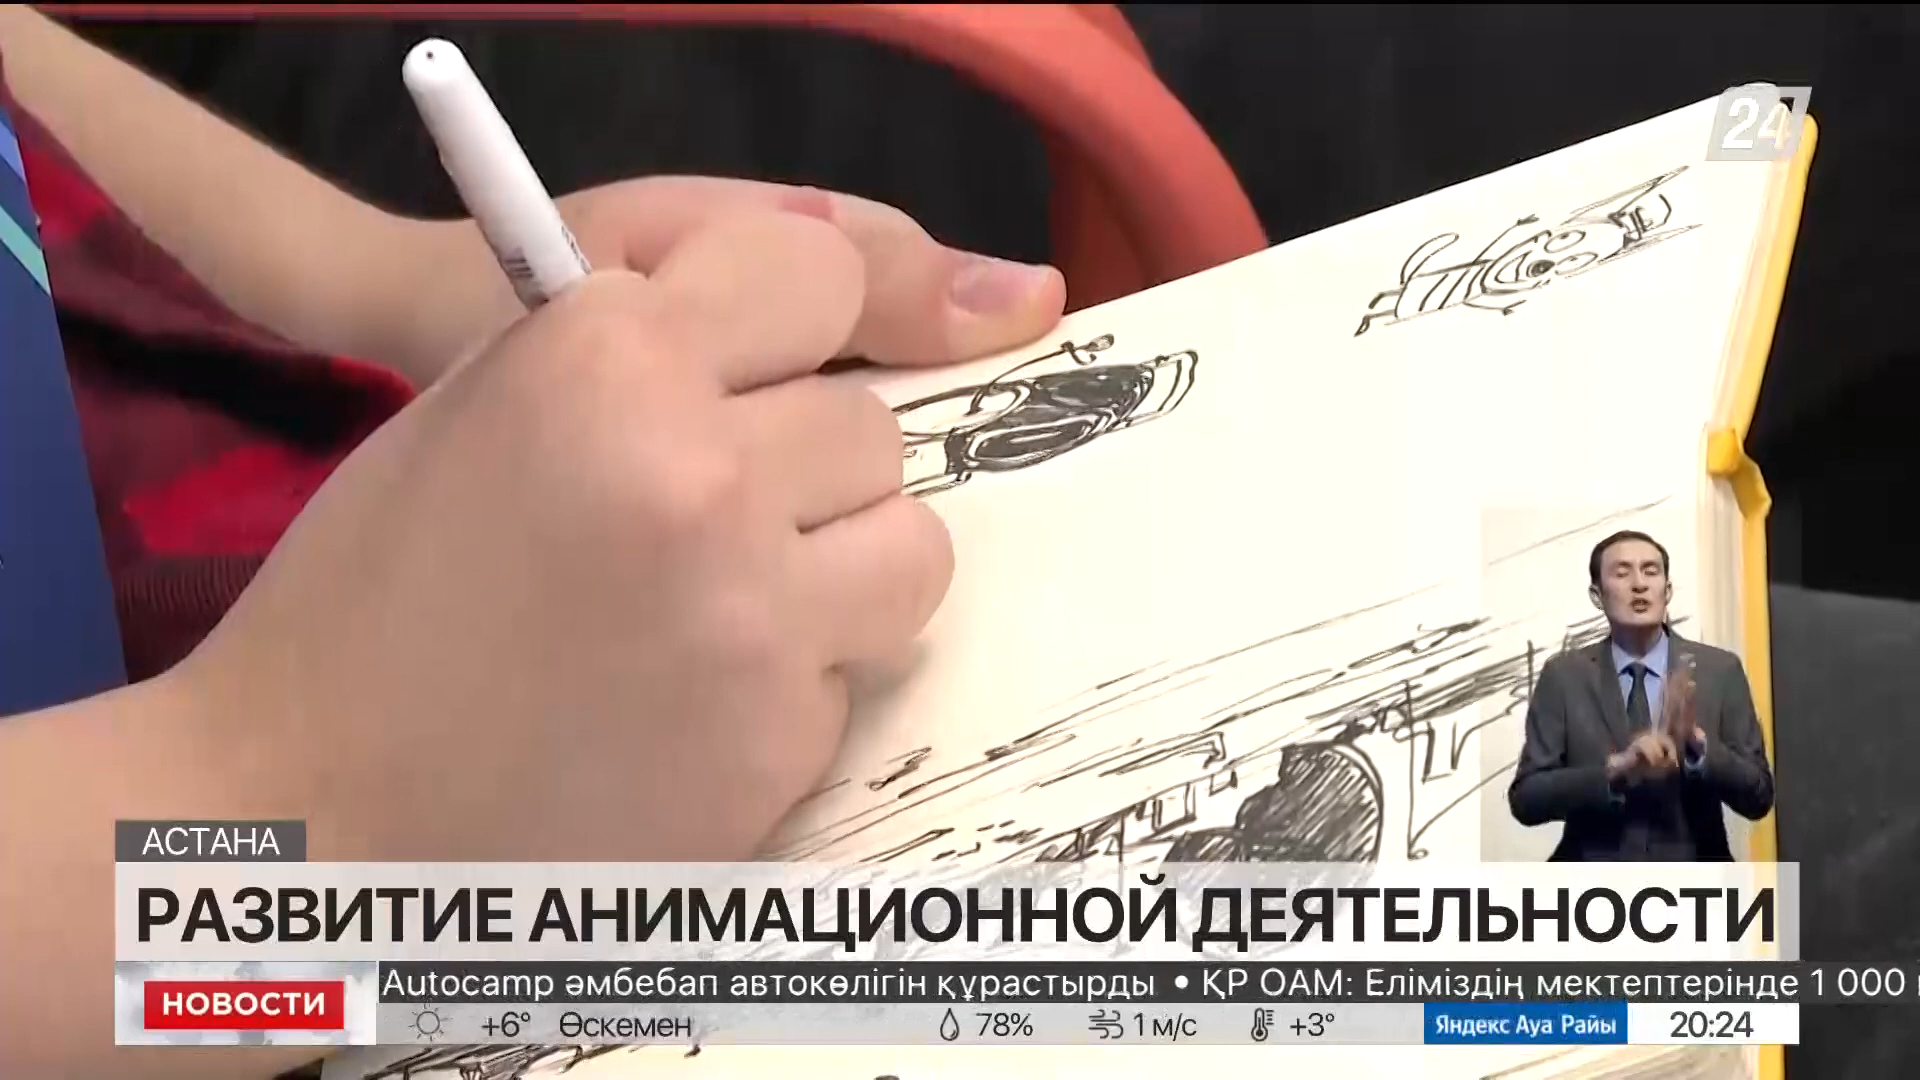 24
АСТАНА
РАЗВИТИЕ АНИМАЦИОННОЙ ДЕЯТЕЛЬНОСТИ
НОВОСТИ
Autocamp әмбебап автокөлігін құрастырды • ҚР ОАМ: Еліміздің мектептерінде 1 000
+6° Өскемен 78% 1 м/с +3° Яндекс Ауа Райы 20:24